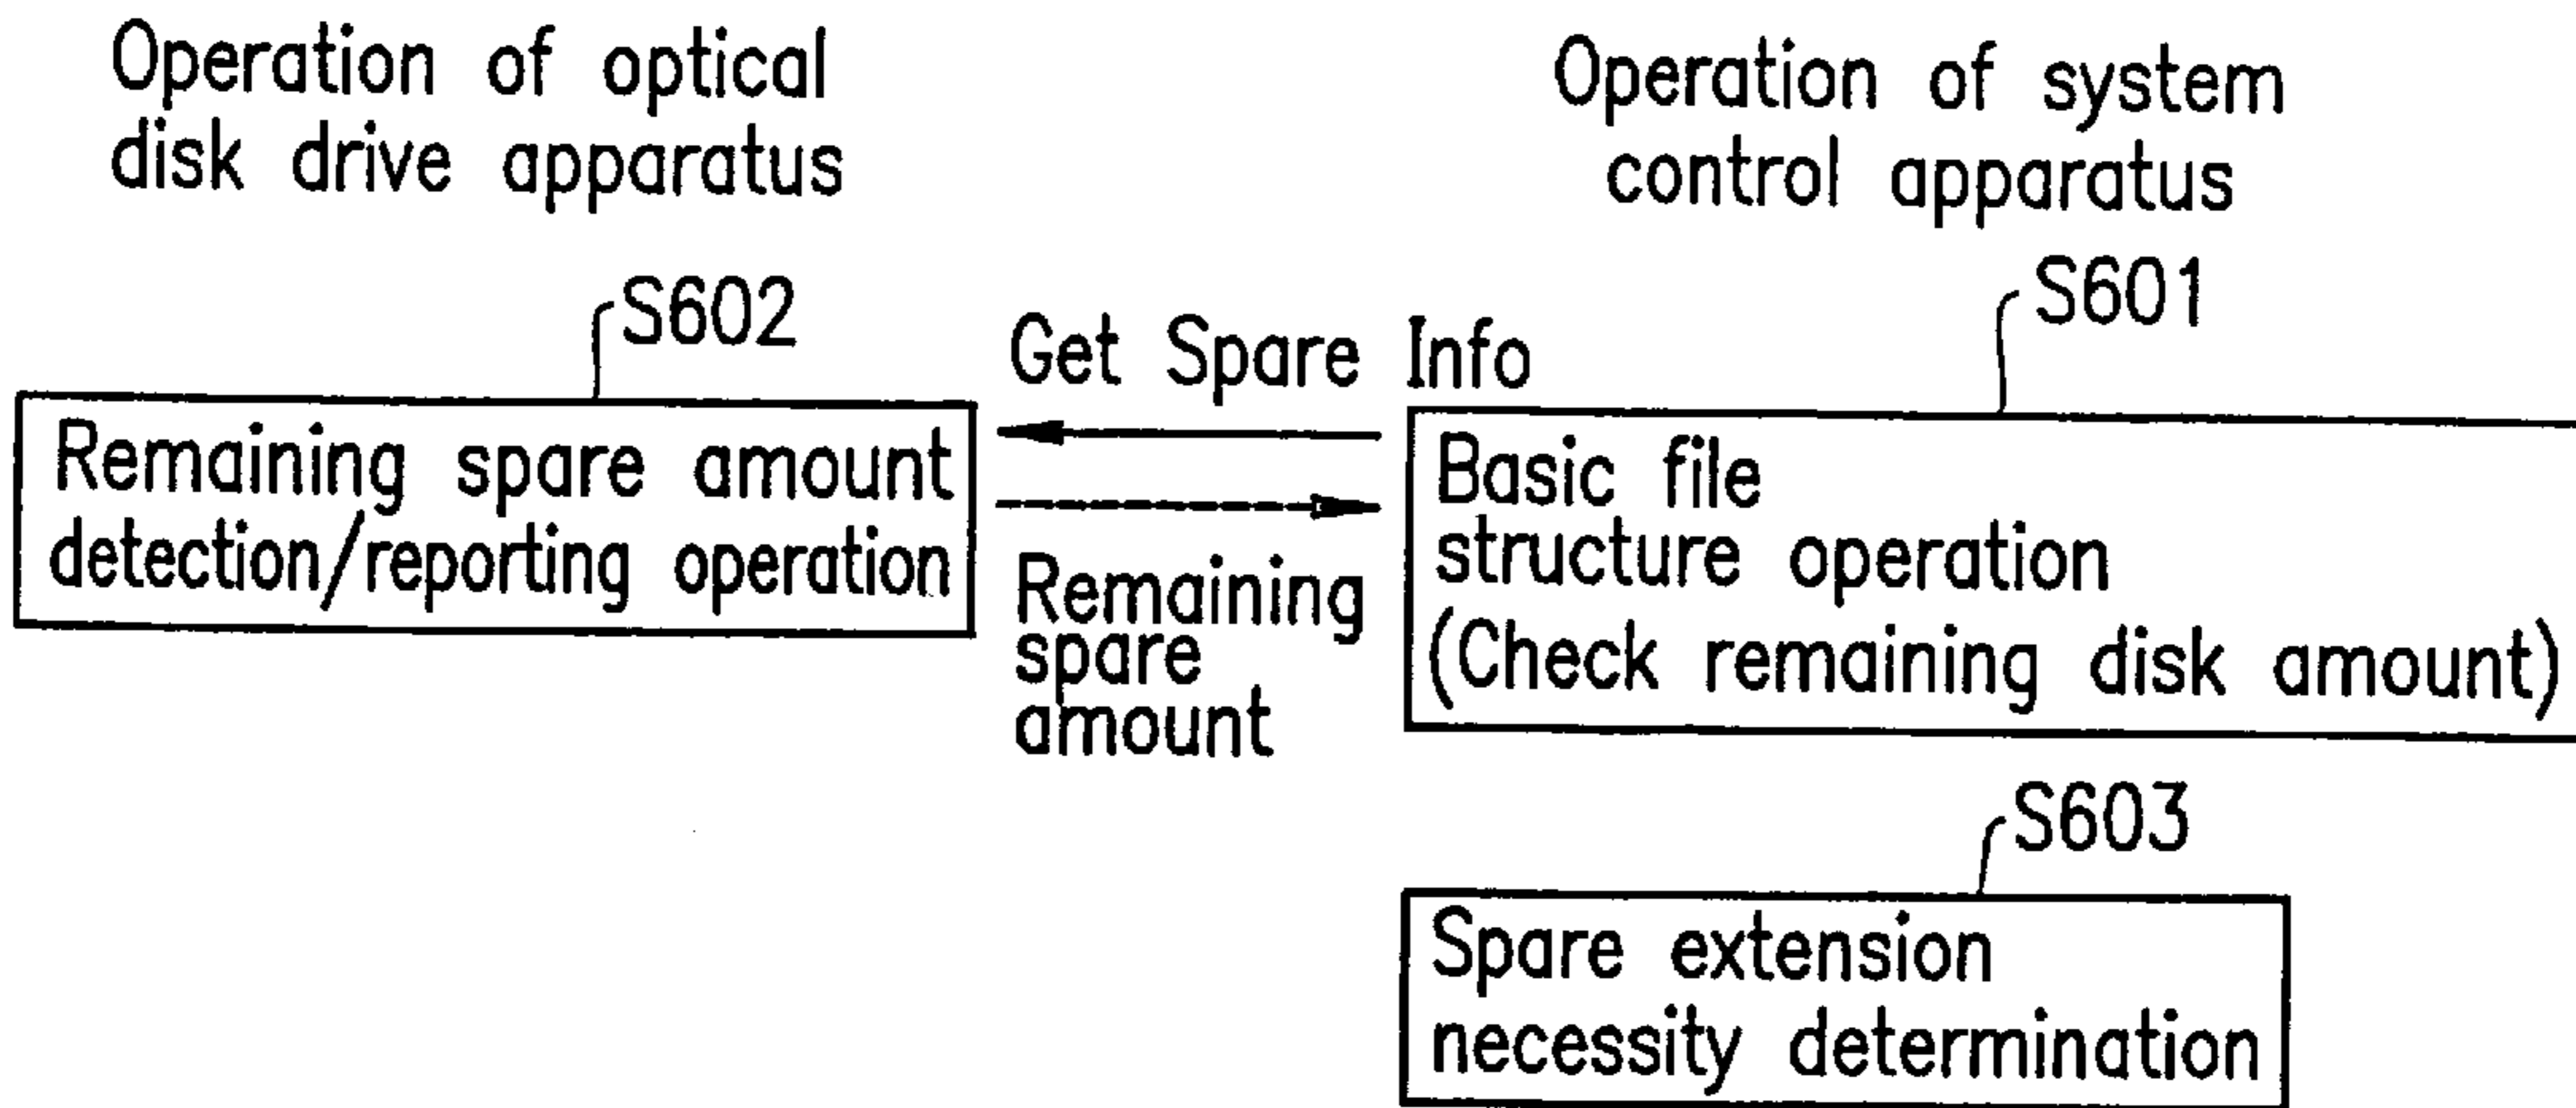 Operation of optical
disk drive apparatus
Operation of system
control apparatus
S602
S601
Get Spare Info
Remaining spare amount
detection/reporting operation
Remaining
spare
amount
Basic file
structure operation
(Check remaining disk amount)
S603
Spare extension
necessity determination